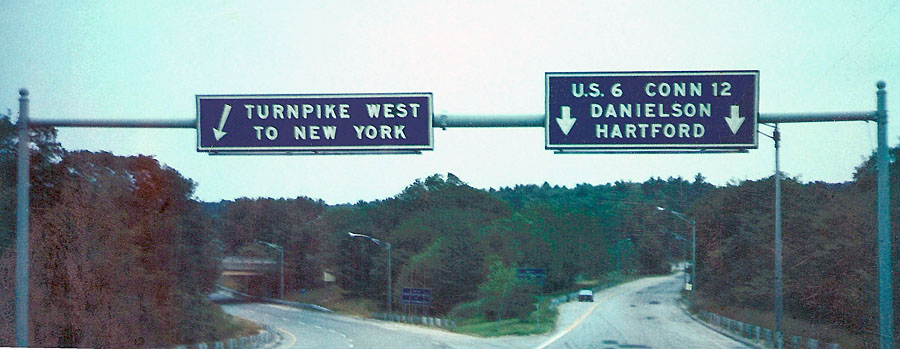 TURNPIKE WEST
TO NEW YORK
U.S. 6 CONN 12
DANIELSON
HARTFORD